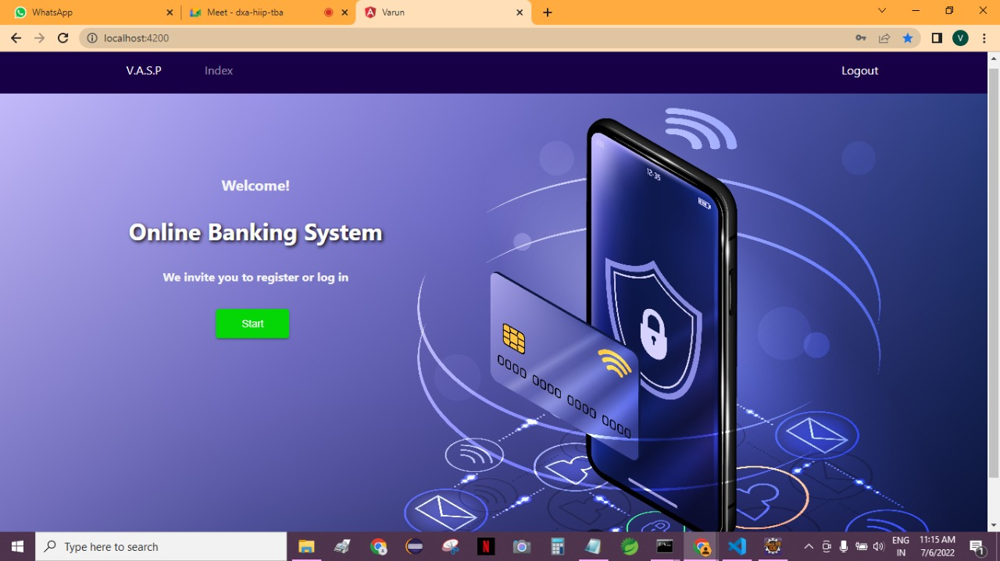 WhatsApp
Meet - dxa-hiip-tba
Varun
localhost:4200
V
V.A.S.P Index Logout
12-35
Welcome!
Online Banking System
We invite you to register or log in
Start
0000 0000 0000 0000
Type here to search
N
ENG
IN
11:15 AM
7/6/2022
1